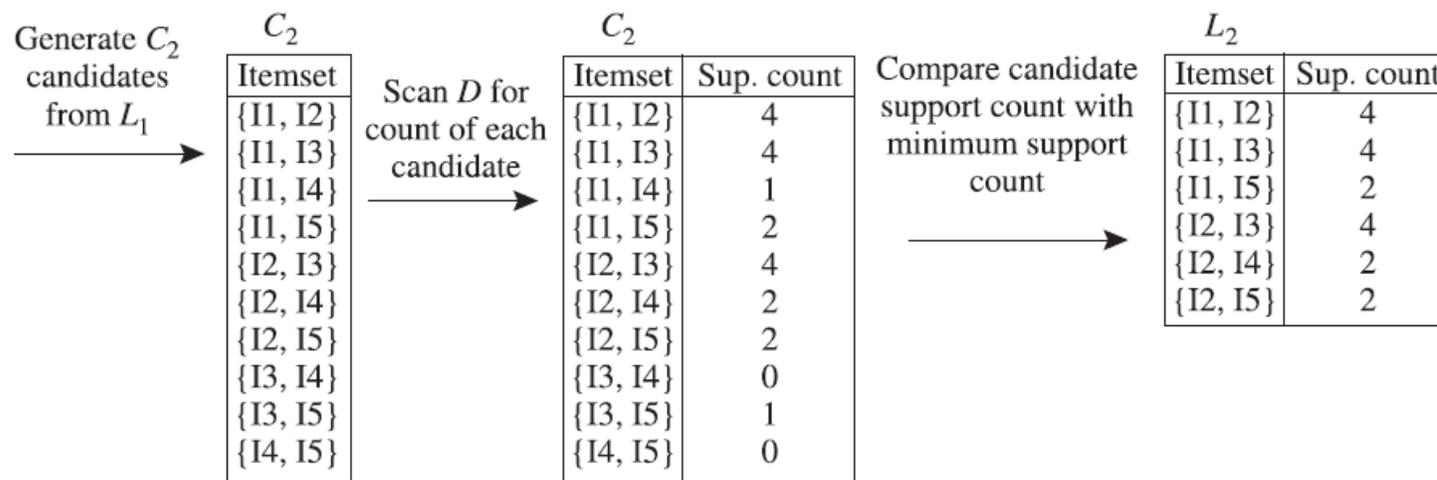 Generate C2
candidates
from L1
C2
Itemset
{I1, I2}
{I1, I3}
{I1, I4}
{I1, I5}
{I2, I3}
{I2, I4}
{I2, I5}
{I3, I4}
{I3, I5}
{I4, I5}
Scan D for
count of each
candidate
C2
Itemset Sup. count
{I1, I2} 4
{I1, I3} 4
{I1, I4} 1
{I1, I5} 2
{I2, I3} 4
{I2, I4} 2
{I2, I5} 2
{I3, I4} 0
{I3, I5} 1
{I4, I5} 0
Compare candidate
support count with
minimum support
count
L2
Itemset Sup. count
{I1, I2} 4
{I1, I3} 4
{I1, I5} 2
{I2, I3} 4
{I2, I4} 2
{I2, I5} 2